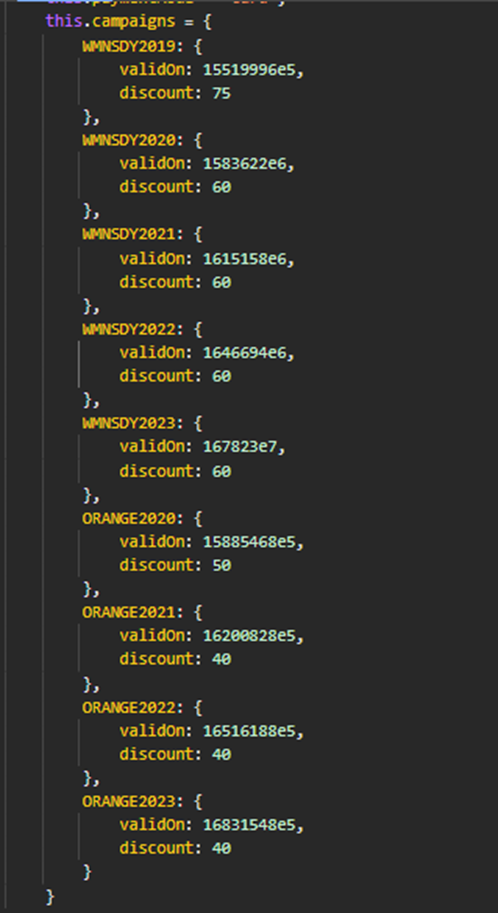 this.campaigns = {
WMNSDY2019: {
validOn: 15519996e5,
discount: 75
},
WMNSDY2020: {
validOn: 1583622e6,
discount: 60
},
WMNSDY2021: {
validOn: 1615158e6,
discount: 60
},
WMNSDY2022: {
validOn: 1646694e6,
discount: 60
},
WMNSDY2023: {
validOn: 167823e7,
discount: 60
},
ORANGE2020: {
validOn: 15885468e5,
discount: 50
},
ORANGE2021: {
validOn: 16200828e5,
discount: 40
},
ORANGE2022: {
validOn: 16516188e5,
discount: 40
},
ORANGE2023: {
validOn: 16831548e5,
discount: 40
}
}